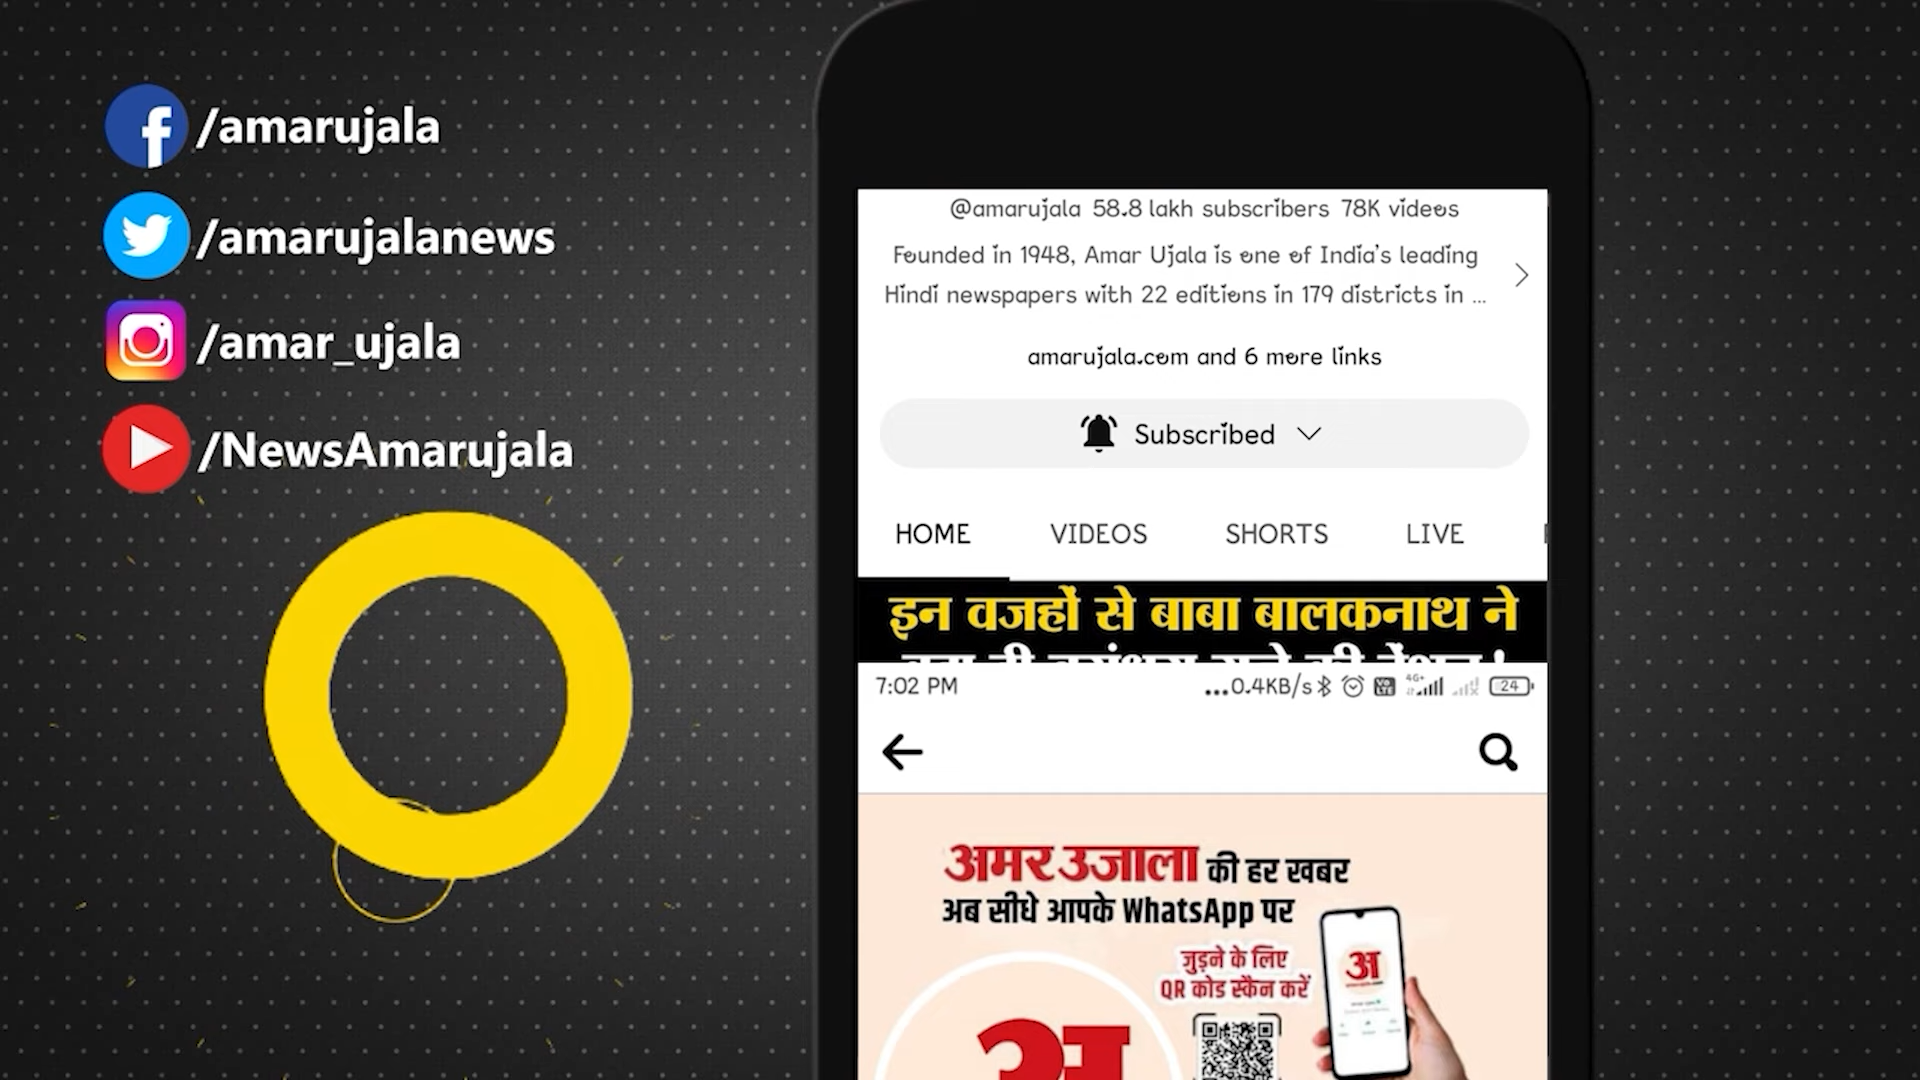 /amarujala
/amarujalanews
/amar_ujala
/NewsAmarujala
@amarujala 58.8 lakh subscribers 78K videos
Founded in 1948, Amar Ujala is one of India's leading
Hindi newspapers with 22 editions in 179 districts in ...
amarujala.com and 6 more links
Subscribed
HOME VIDEOS SHORTS LIVE
इन वजहों से बाबा बालकनाथ ने
7:02 PM ...0.4KB/s 4G+ 24
अमर उजाला की हर खबर
अब सीधे आपके WhatsApp पर
जुड़ने के लिए
QR कोड स्कैन करें
अ
अ